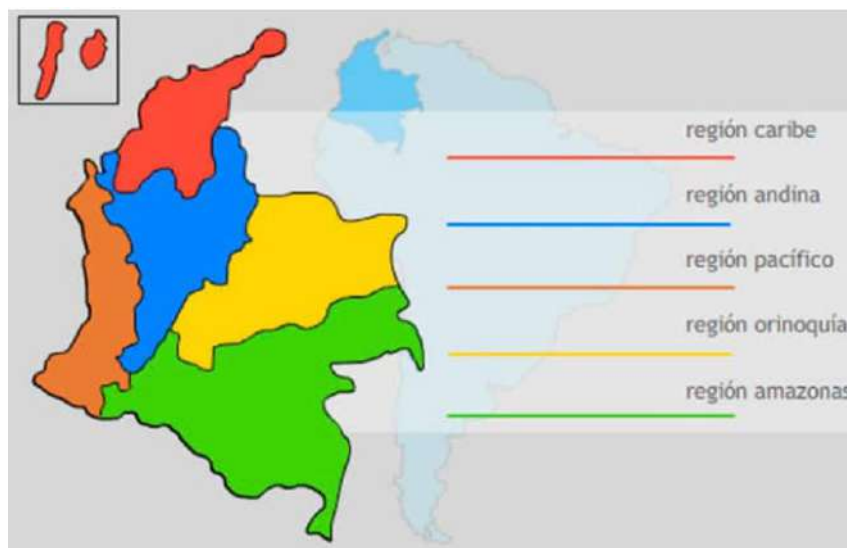 región caribe
región andina
región pacífico
región orinoquía
región amazonas